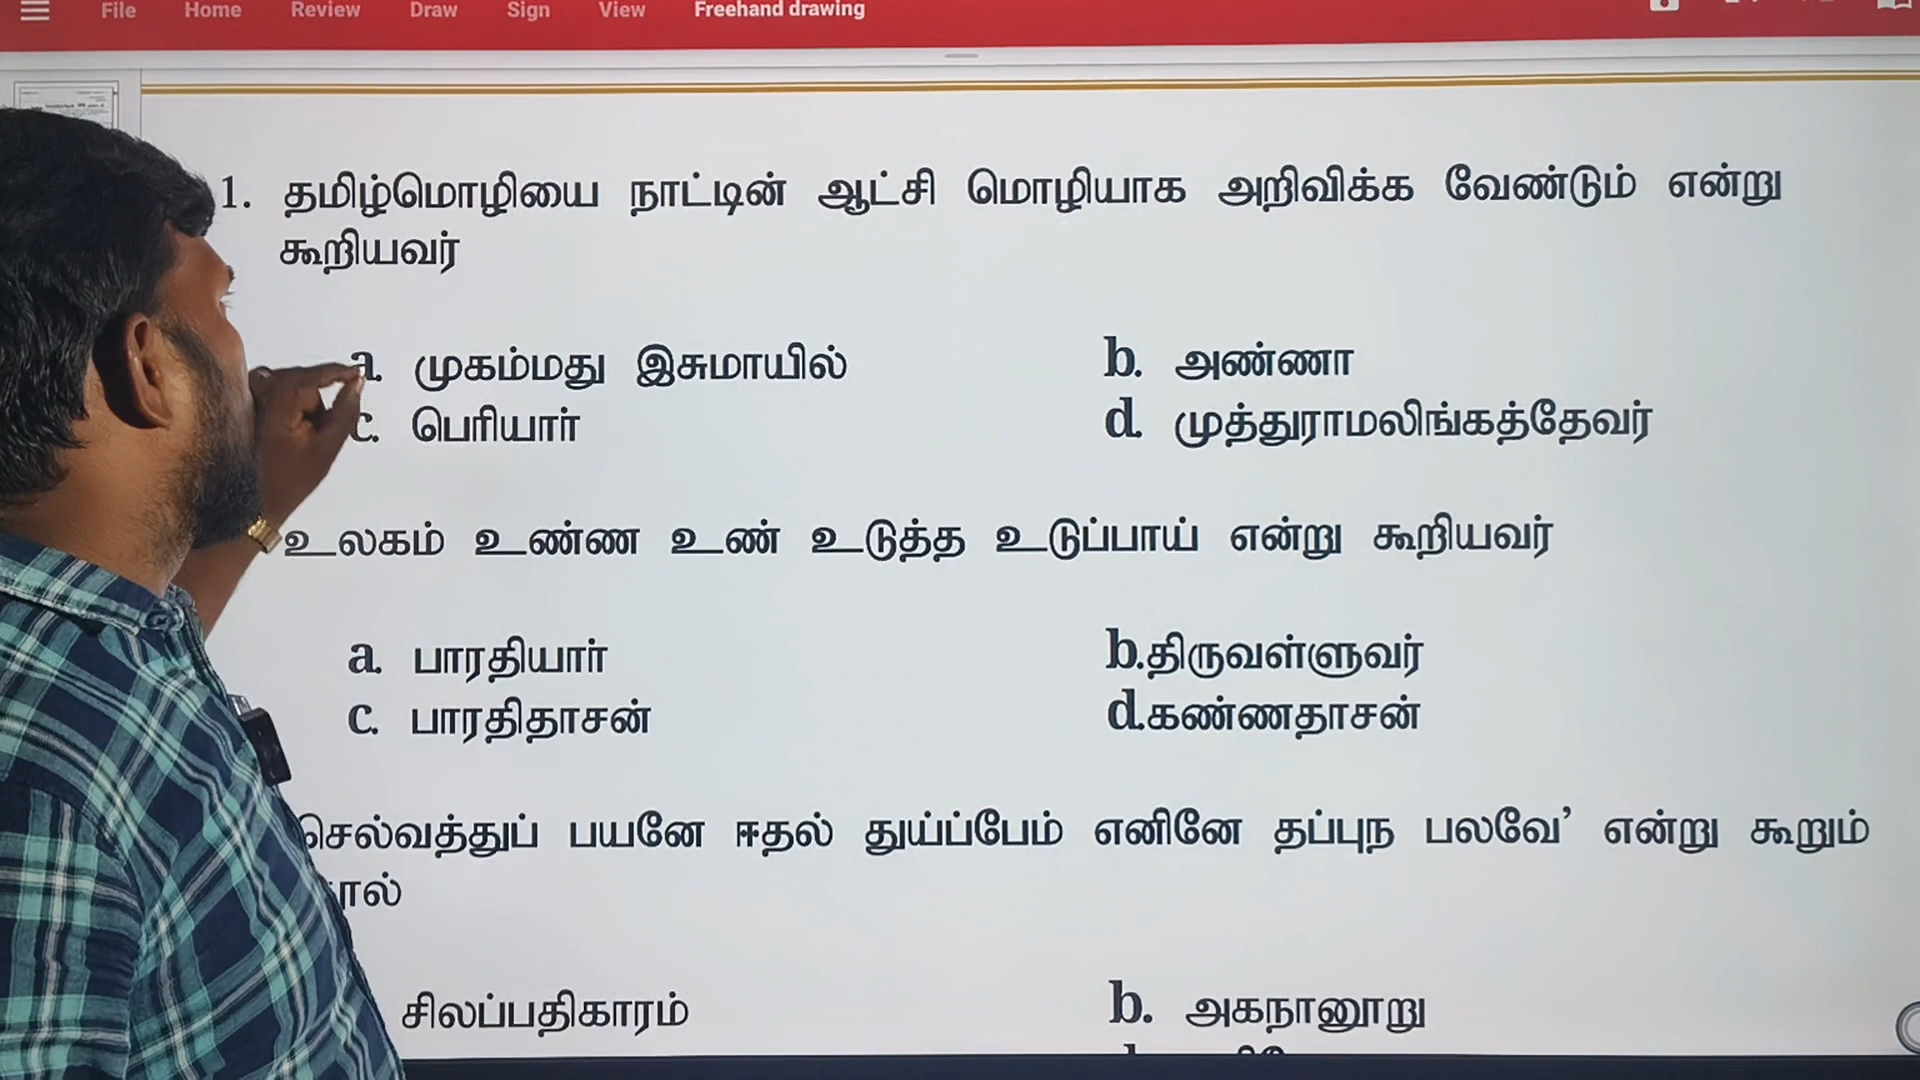 File Home Review Draw Sign View Freehand drawing
1. தமிழ்மொழியை நாட்டின் ஆட்சி மொழியாக அறிவிக்க வேண்டும் என்று
கூறியவர்
a. முகம்மது இசுமாயில் b. அண்ணா
c. பெரியார் d. முத்துராமலிங்கத்தேவர்
உலகம் உண்ண உண் உடுத்த உடுப்பாய் என்று கூறியவர்
a. பாரதியார் b.திருவள்ளுவர்
c. பாரதிதாசன் d.கண்ணதாசன்
செல்வத்துப் பயனே ஈதல் துய்ப்பேம் எனினே தப்புந பலவே’ என்று கூறும்
சிலப்பதிகாரம் b. அகநானூறு